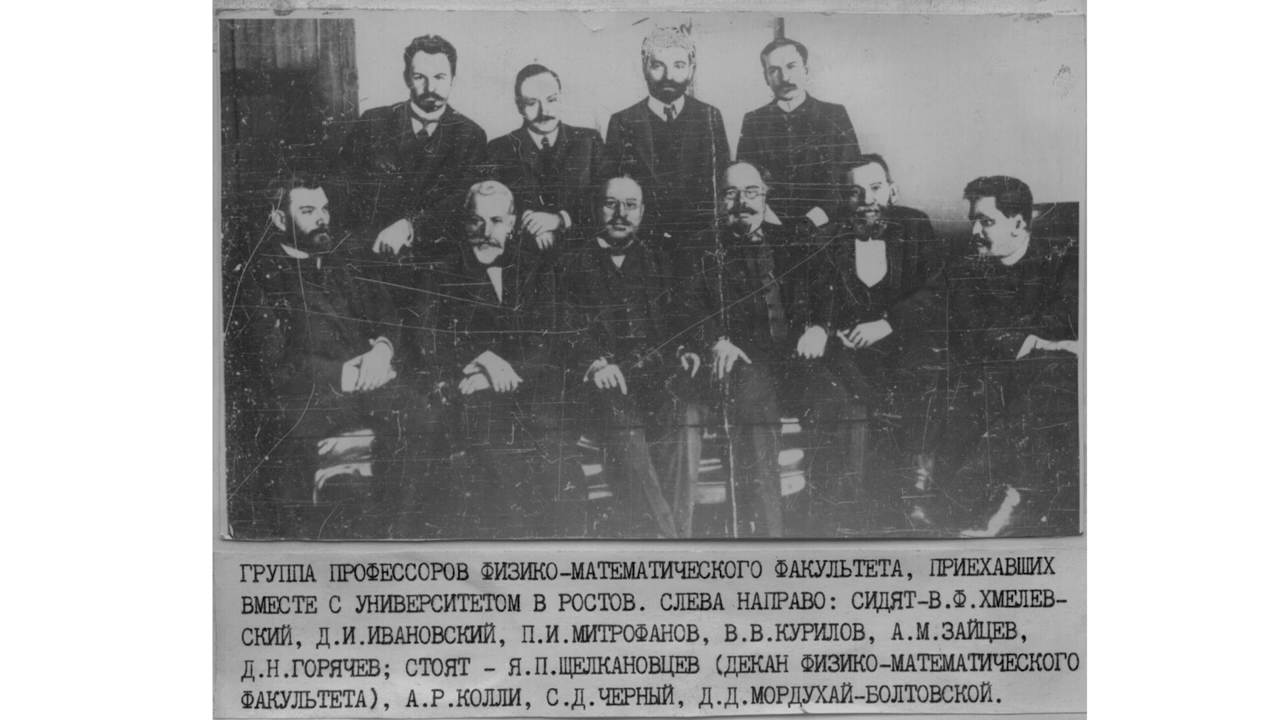 ГРУППА ПРОФЕССОРОВ ФИЗИКО-МАТЕМАТИЧЕСКОГО ФАКУЛЬТЕТА, ПРИЕХАВШИХ
ВМЕСТЕ С УНИВЕРСИТЕТОМ В РОСТОВ. СЛЕВА НАПРАВО: СИДЯТ-В.Ф.ХМЕЛЕВ-
СКИЙ, Д.И.ИВАНОВСКИЙ, П.И.МИТРОФАНОВ, В.В.КУРИЛОВ, А.М.ЗАЙЦЕВ,
Д.Н.ГОРЯЧЕВ; СТОЯТ - Я.П.ЩЕЛКАНОВЦЕВ (ДЕКАН ФИЗИКО-МАТЕМАТИЧЕСКОГО
ФАКУЛЬТЕТА), А.Р.КОЛЛИ, С.Д.ЧЕРНЫЙ, Д.Д.МОРДУХАЙ-БОЛТОВСКОЙ.